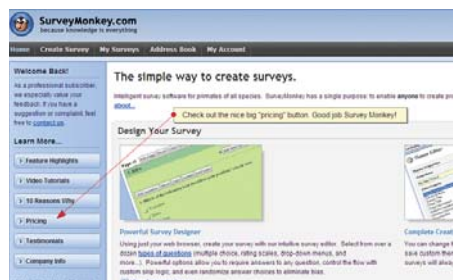 SurveyMonkey.com
because knowledge is everything
Home Create Survey My Surveys Address Book My Account
Welcome Back!
As a professional subscriber,
we especially value your
feedback. If you have a
suggestion or complaint, feel
free to contact us.
Learn More...
Feature Highlights
Video Tutorials
10 Reasons Why
Pricing
Testimonials
Company Info
The simple way to create surveys.
Intelligent survey software for primates of all species. SurveyMonkey has a single purpose: to enable anyone to create
about...
Check out the nice big "pricing" button. Good job Survey Monkey!
Design Your Survey
Powerful Survey Designer
Using just your web browser, create your survey with our intuitive survey editor. Select from over a
dozen types of questions (multiple choice, rating scales, drop-down menus, and
more...). Powerful options allow you to require answers to any question, control the flow with
custom skip logic, and even randomize answer choices to eliminate bias.
Complete Creat
You can change
save custom them
surveys will alway